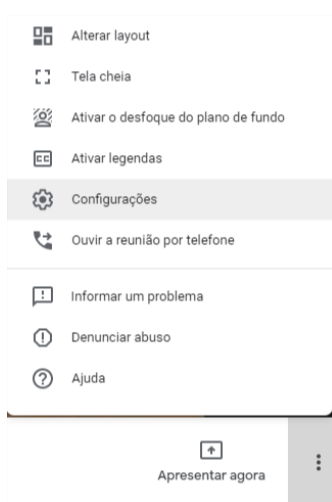 Alterar layout
Tela cheia
Ativar o desfoque do plano de fundo
CC
Ativar legendas
Configurações
Ouvir a reunião por telefone
Informar um problema
Denunciar abuso
Ajuda
Apresentar agora